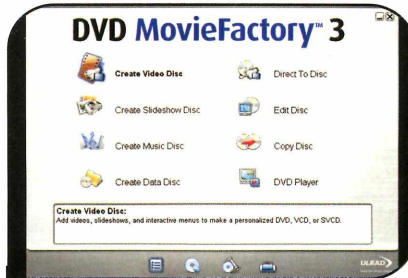 DVD MovieFactory™ 3
Create Video Disc
Direct To Disc
Create Slideshow Disc
Edit Disc
Create Music Disc
Copy Disc
Create Data Disc
DVD Player
Create Video Disc:
Add videos, slideshows, and interactive menus to make a personalized DVD, VCD, or SVCD.
ULEAD